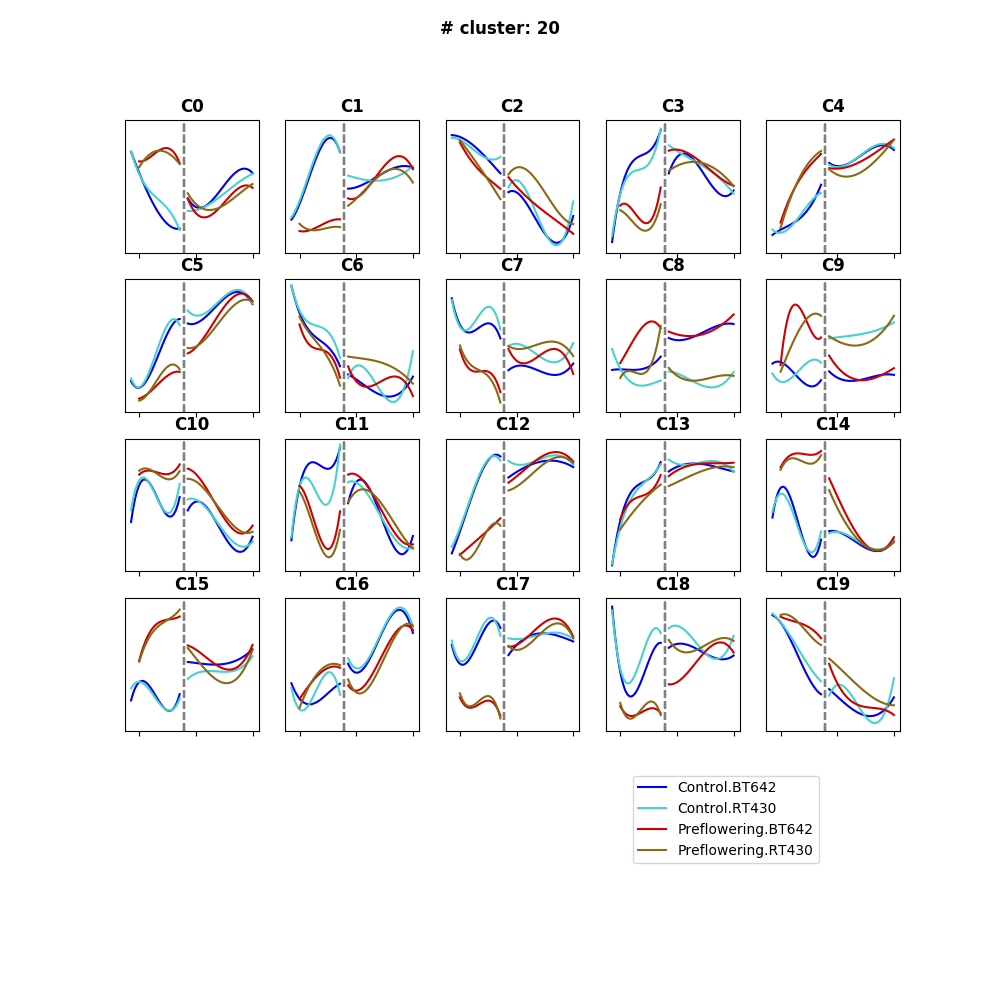 # cluster: 20
C0 C1 C2 C3 C4
C5 C6 C7 C8 C9
C10 C11 C12 C13 C14
C15 C16 C17 C18 C19
Control.BT642
Control.RT430
Preflowering.BT642
Preflowering.RT430